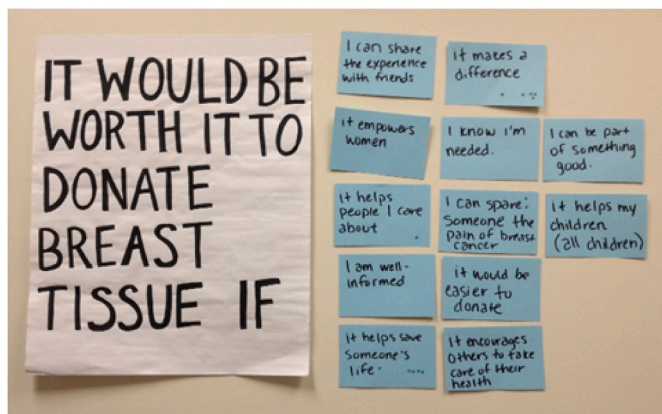 IT WOULD BE
WORTH IT TO
DONATE
BREAST
TISSUE IF
I can share
the experience
with friends
it makes a
difference
it empowers
women
I know I'm
needed.
I can be part
of something
good.
it helps
people I care
about
I can spare
someone the
pain of breast
cancer
it helps my
children
(all children)
I am well-
informed
it would be
easier to
donate
it helps save
someone's
life
it encourages
others to take
care of their
health